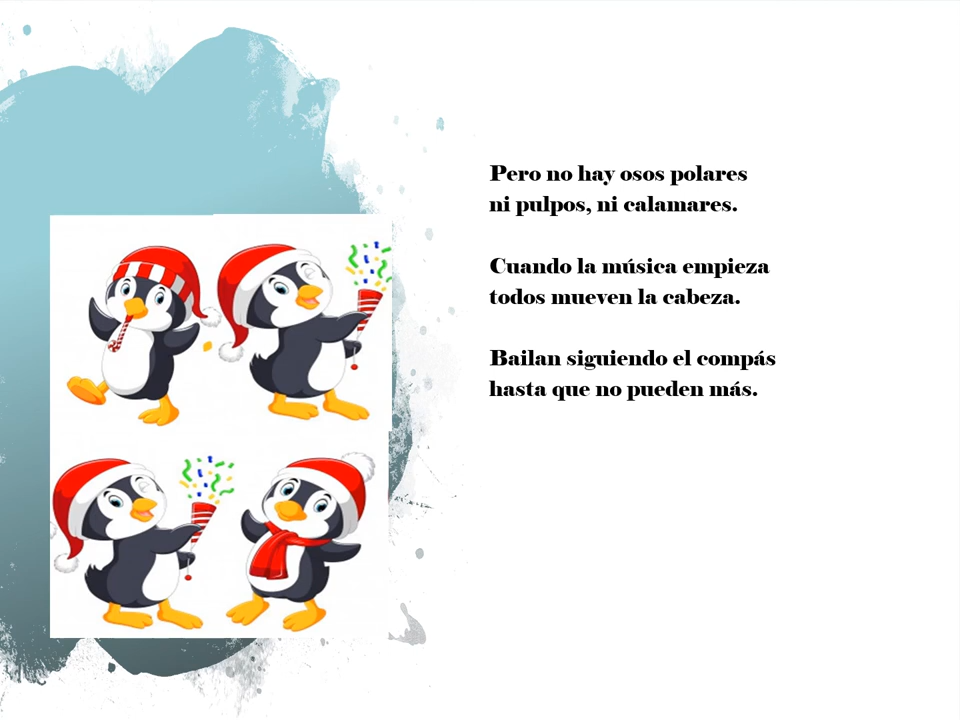 Pero no hay osos polares
ni pulpos, ni calamares.
Cuando la música empieza
todos mueven la cabeza.
Bailan siguiendo el compás
hasta que no pueden más.